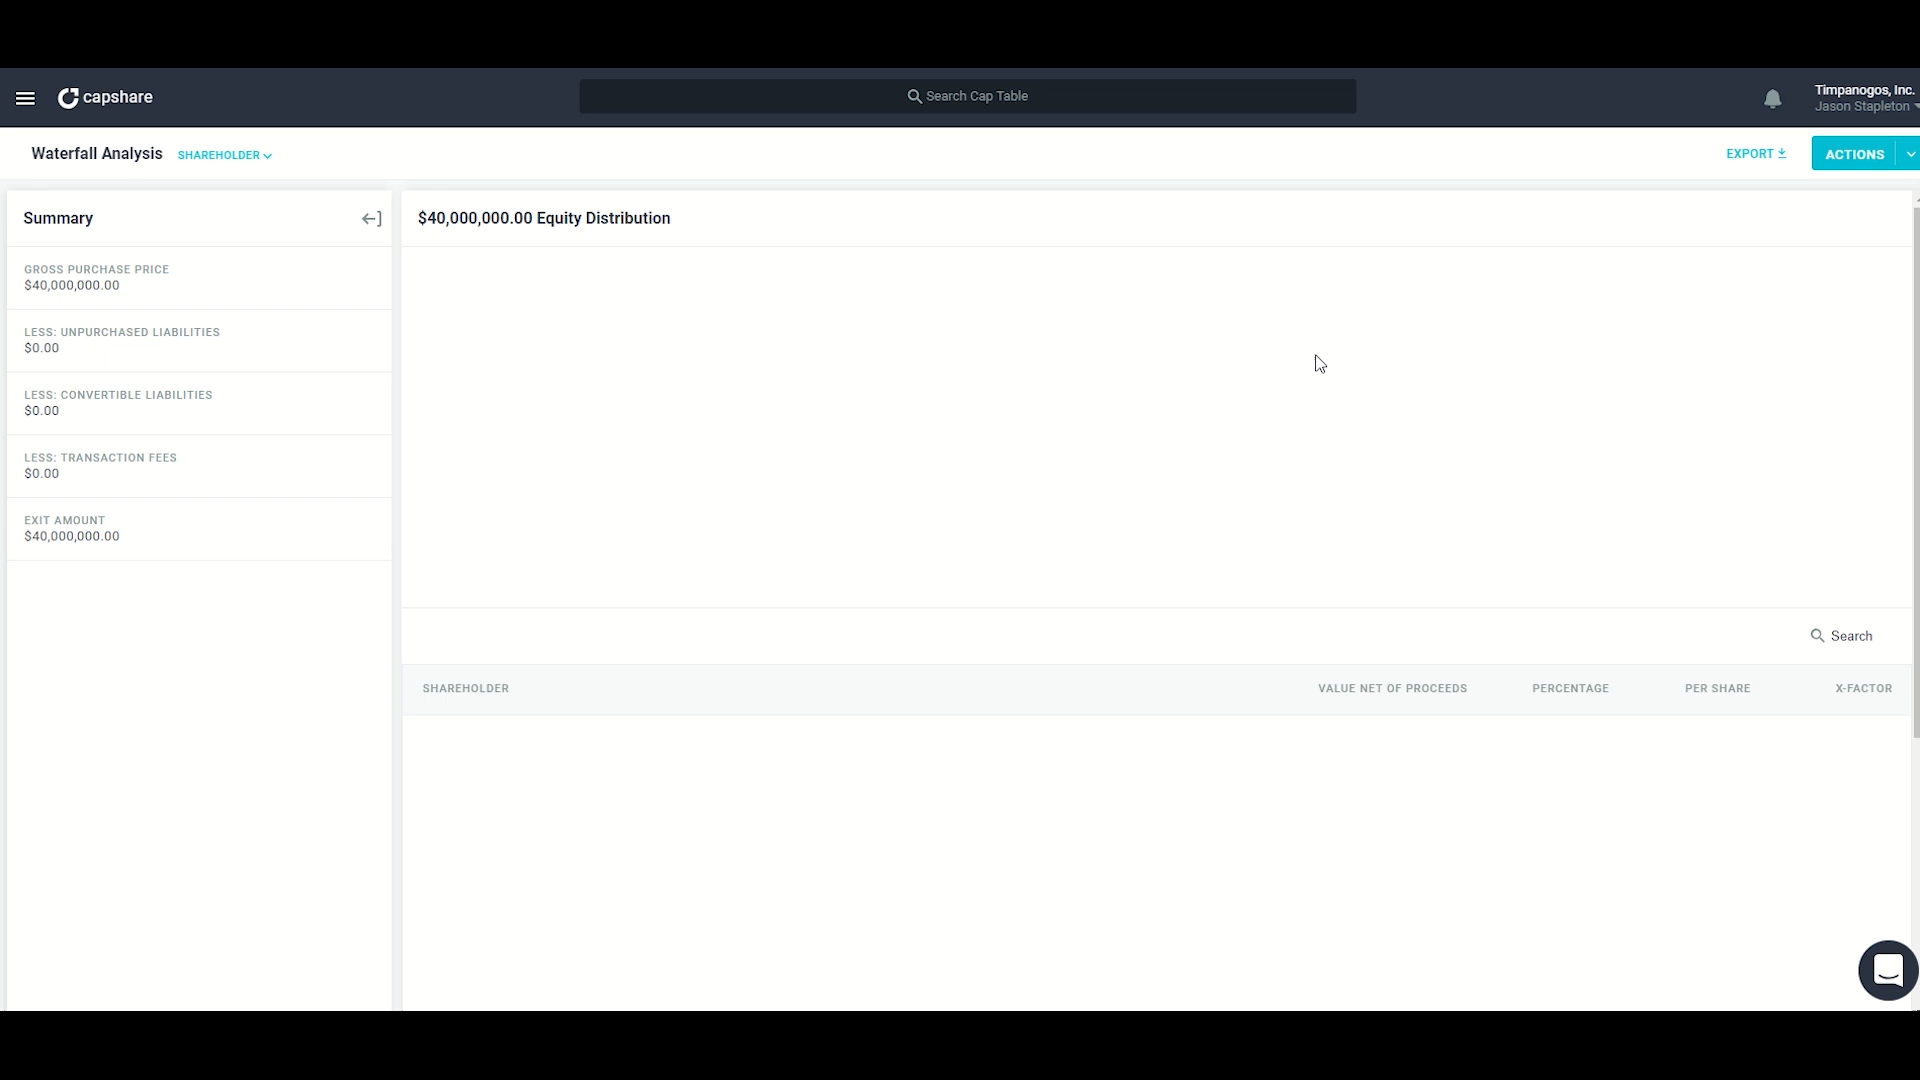 capshare
Search Cap Table
Timpanogos, Inc.
Jason Stapleton
Waterfall Analysis SHAREHOLDER
EXPORT
ACTIONS
Summary
$40,000,000.00 Equity Distribution
GROSS PURCHASE PRICE
$40,000,000.00
LESS: UNPURCHASED LIABILITIES
$0.00
LESS: CONVERTIBLE LIABILITIES
$0.00
LESS: TRANSACTION FEES
$0.00
EXIT AMOUNT
$40,000,000.00
Search
SHAREHOLDER VALUE NET OF PROCEEDS PERCENTAGE PER SHARE X-FACTOR